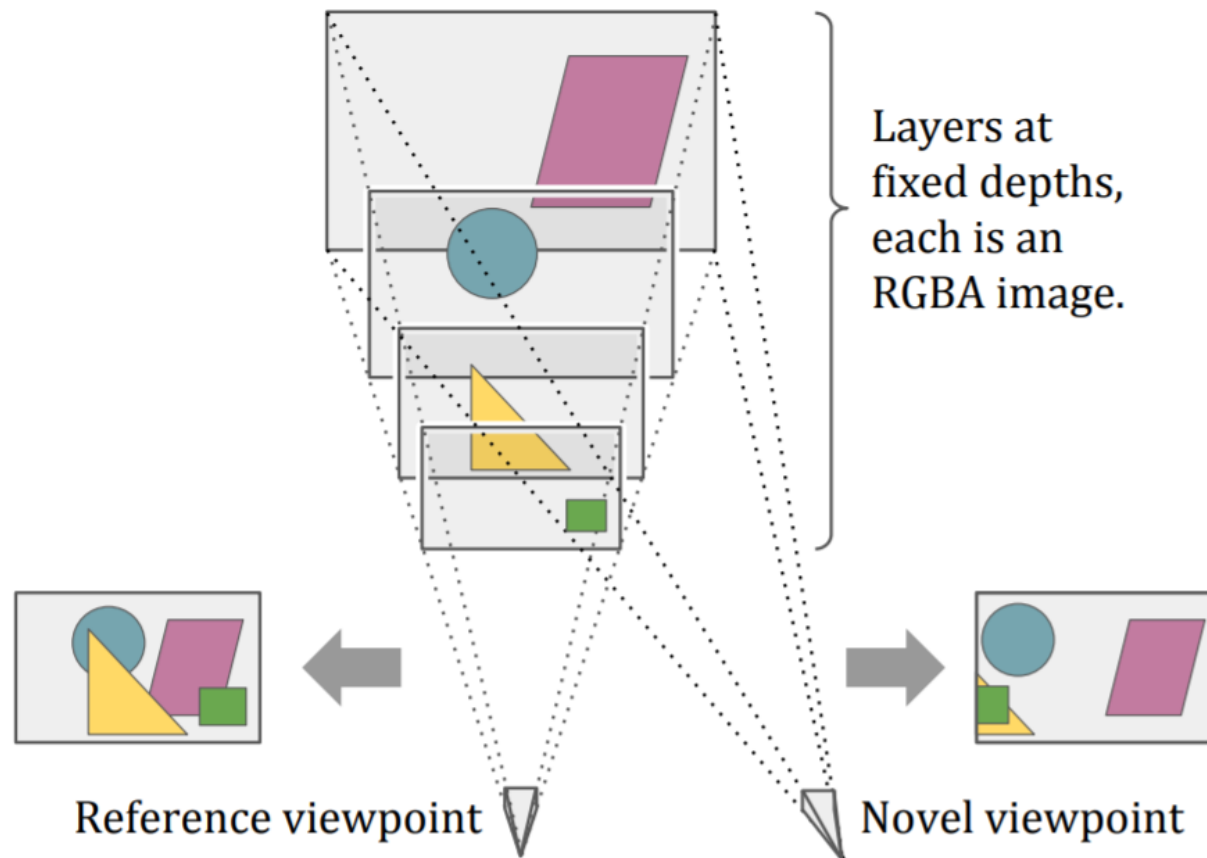 Layers at
fixed depths,
each is an
RGBA image.
Reference viewpoint
Novel viewpoint